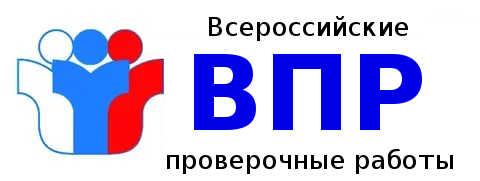 Всероссийские
ВПР
проверочные работы